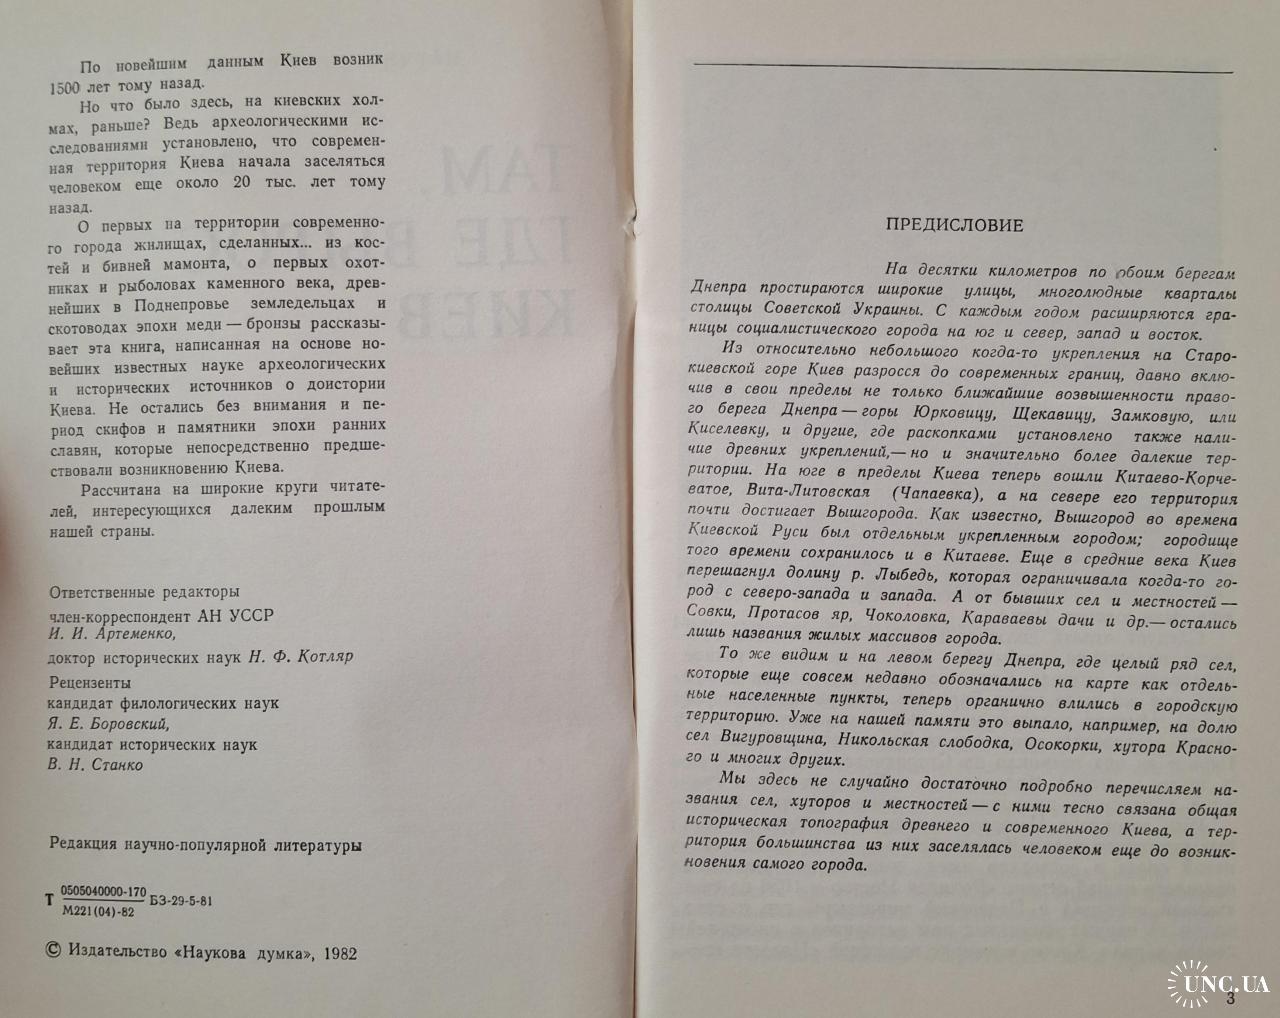 По новейшим данным Киев возник
1500 лет тому назад.
Но что было здесь, на киевских хол-
мах, раньше? Ведь археологическими ис-
следованиями установлено, что современ-
ная территория Киева начала заселяться
человеком еще около 20 тыс. лет тому
назад.
О первых на территории современно-
го города жилищах, сделанных... из кос-
тей и бивней мамонта, о первых охот-
никах и рыболовах каменного века, древ-
нейших в Поднепровье земледельцах и
скотоводах эпохи меди — бронзы рассказы-
вает эта книга, написанная на основе но-
вейших известных науке археологических
и исторических источников о доистории
Киева. Не остались без внимания и пе-
риод скифов и памятники эпохи ранних
славян, которые непосредственно предше-
ствовали возникновению Киева.
Рассчитана на широкие круги читате-
лей, интересующихся далеким прошлым
нашей страны.
Ответственные редакторы
член-корреспондент АН УССР
И. И. Артеменко,
доктор исторических наук Н. Ф. Котляр
Рецензенты
кандидат филологических наук
Я. Е. Боровский,
кандидат исторических наук
В. Н. Станко
Редакция научно-популярной литературы
Т 0505040000-170 БЗ-29-5-81
М221(04)-82
© Издательство «Наукова думка», 1982
ПРЕДИСЛОВИЕ
На десятки километров по обоим берегам
Днепра простираются широкие улицы, многолюдные кварталы
столицы Советской Украины. С каждым годом расширяются гра-
ницы социалистического города на юг и север, запад и восток.
Из относительно небольшого когда-то укрепления на Старо-
киевской горе Киев разросся до современных границ, давно вклю-
чив в свои пределы не только ближайшие возвышенности право-
го берега Днепра — горы Юрковицу, Щекавицу, Замковую, или
Киселевку, и другие, где раскопками установлено также нали-
чие древних укреплений,— но и значительно более далекие тер-
ритории. На юге в пределы Киева теперь вошли Китаево-Корче-
ватое, Вита-Литовская (Чапаевка), а на севере его территория
почти достигает Вышгорода. Как известно, Вышгород во времена
Киевской Руси был отдельным укрепленным городом; городище
того времени сохранилось и в Китаеве. Еще в средние века Киев
перешагнул долину р. Лыбедь, которая ограничивала когда-то го-
род с северо-запада и запада. А от бывших сел и местностей —
Совки, Протасов яр, Чоколовка, Караваевы дачи и др.— остались
лишь названия жилых массивов города.
То же видим и на левом берегу Днепра, где целый ряд сел,
которые еще совсем недавно обозначались на карте как отдель-
ные населенные пункты, теперь органично влились в городскую
территорию. Уже на нашей памяти это выпало, например, на долю
сел Вигуровщина, Никольская слободка, Осокорки, хутора Красно-
го и многих других.
Мы здесь не случайно достаточно подробно перечисляем на-
звания сел, хуторов и местностей — с ними тесно связана общая
историческая топография древнего и современного Киева, а тер-
ритория большинства из них заселялась человеком еще до возник-
новения самого города.
3
UNC.UA